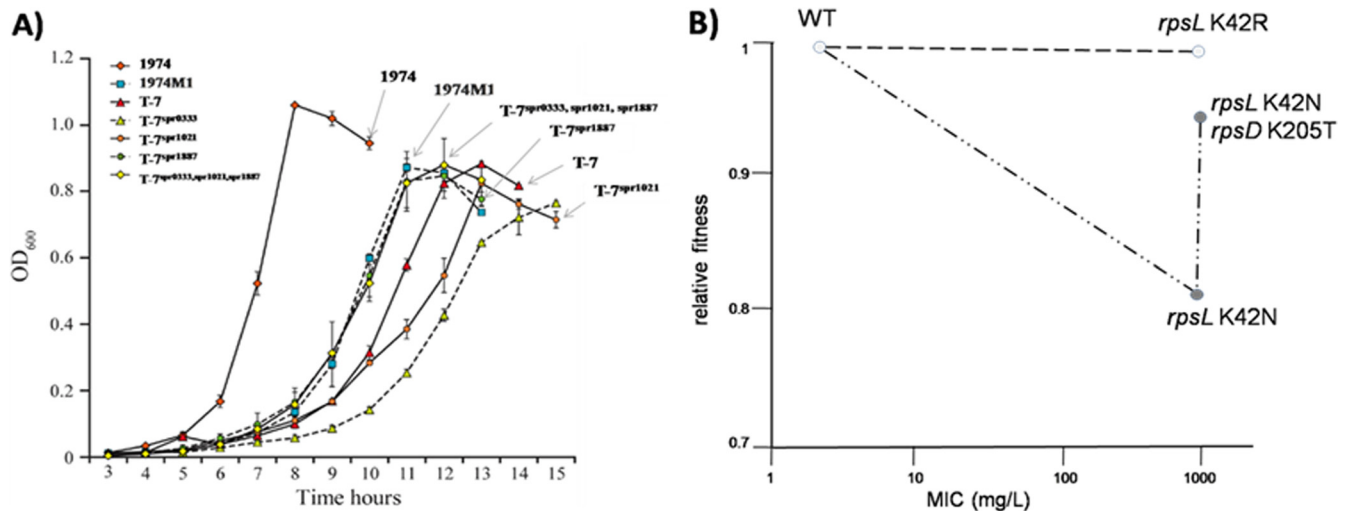 A)
1.2
1.0
0.8
0.6
0.4
0.2
0
OD600
1974
1974M1
T-7
T-7spr0333
T-7spr1021
T-7spr1887
T-7spr0333,spr1021,spr1887
1974
1974M1
T-7spr0333, spr1021, spr1887
T-7spr1887
T-7
T-7spr1021
3 4 5 6 7 8 9 10 11 12 13 14 15
Time hours
B)
WT
rpsL K42R
rpsL K42N
rpsD K205T
rpsL K42N
1
0.9
0.8
0.7
relative fitness
1 10 100 1000
MIC (mg/L)